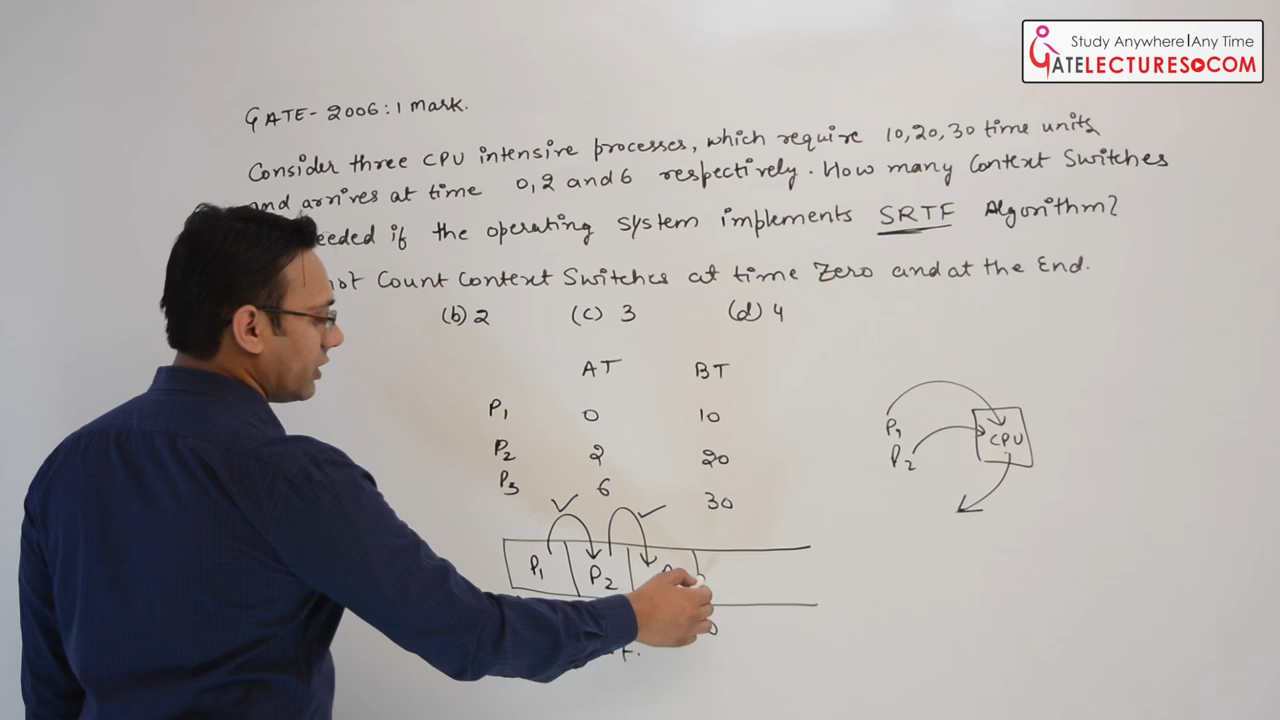 Study Anywhere|Any Time
GATELECTURES.COM
GATE-2006:1 mark.
Consider three CPU intensive processes, which require 10,20,30 time units
and arrives at time 0,2 and 6 respectively. How many Context Switches
needed if the operating system implements SRTF Algorithm?
not Count Context Switches at time Zero and at the End.
(b) 2 (c) 3 (d) 4
AT BT
P1 0 10
P2 2 20
P3 6 30
P1 P2
P1
P2
CPU